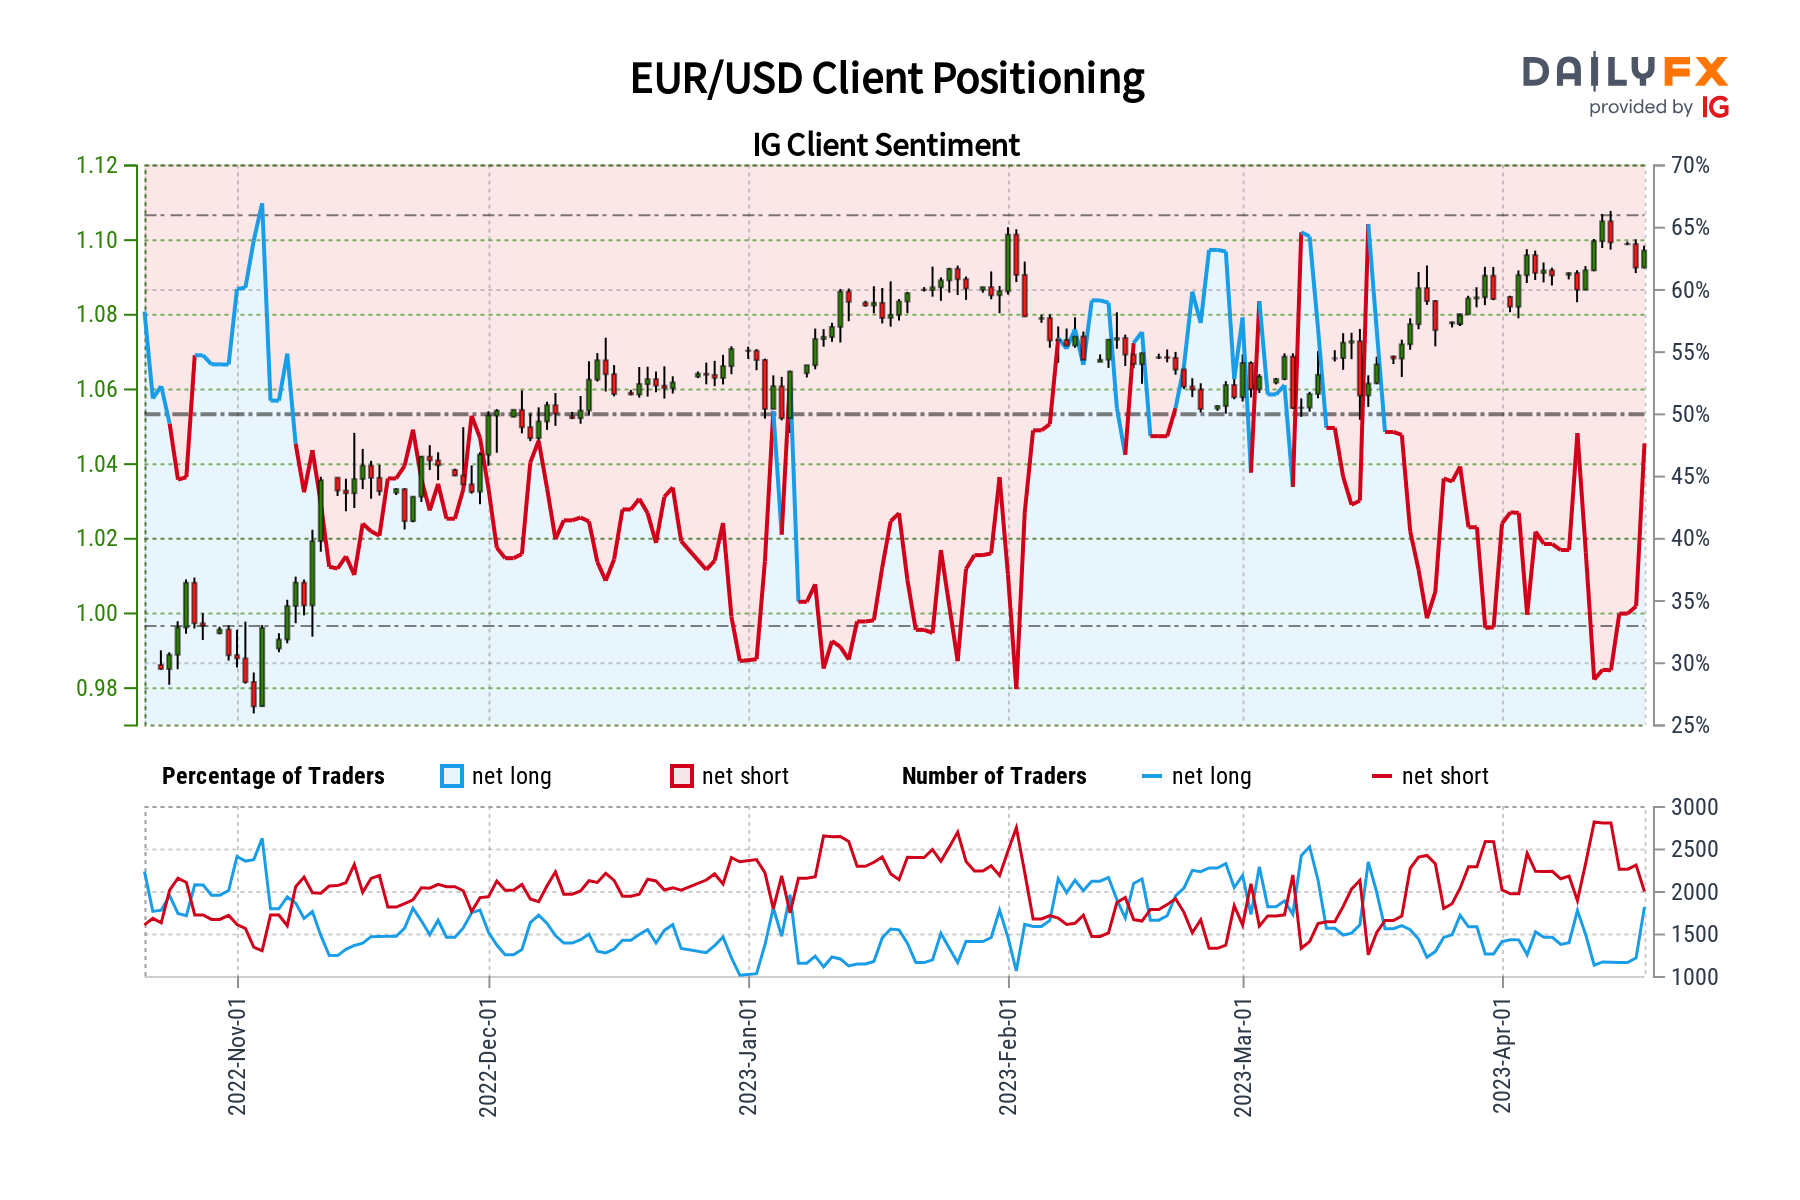 EUR/USD Client Positioning
DAILYFX
provided by IG
IG Client Sentiment
1.12
1.10
1.08
1.06
1.04
1.02
1.00
0.98
70%
65%
60%
55%
50%
45%
40%
35%
30%
25%
Percentage of Traders net long net short Number of Traders net long net short
3000
2500
2000
1500
1000
2022-Nov-01
2022-Dec-01
2023-Jan-01
2023-Feb-01
2023-Mar-01
2023-Apr-01